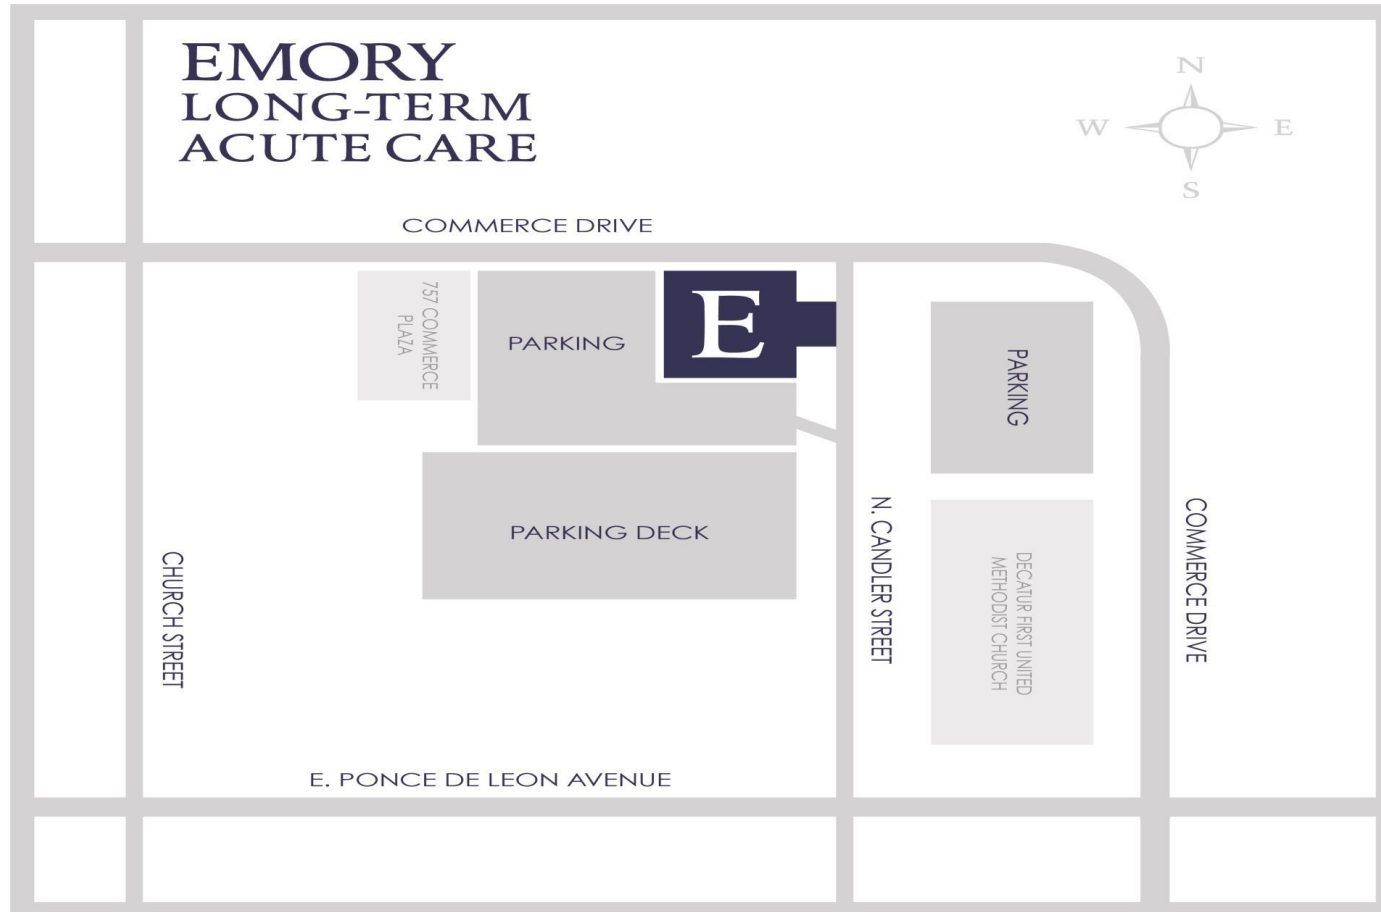 EMORY
LONG-TERM
ACUTE CARE
N
W
E
S
COMMERCE DRIVE
757 COMMERCE
PLAZA
PARKING
E
PARKING
PARKING DECK
CHURCH STREET
N. CANDLER STREET
DECATUR FIRST UNITED
METHODIST CHURCH
COMMERCE DRIVE
E. PONCE DE LEON AVENUE